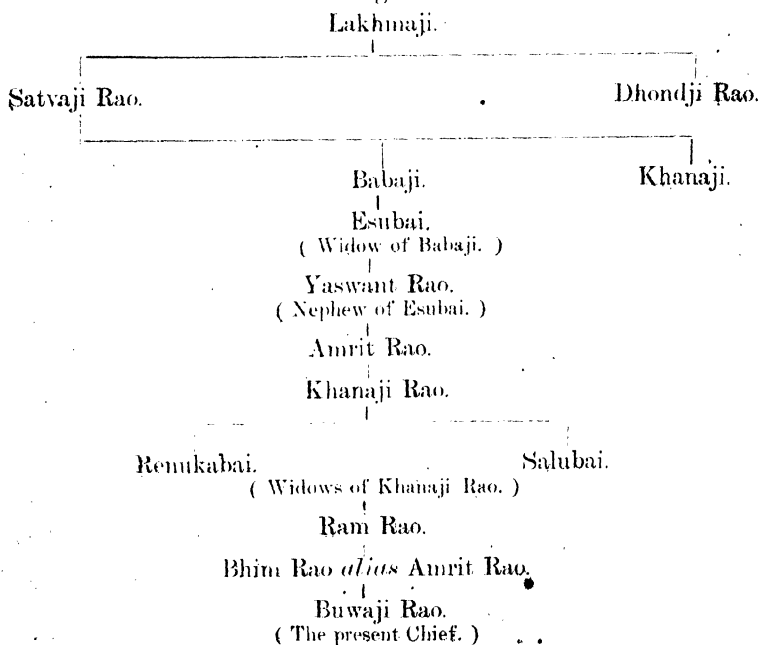 Lakhmaji.
Satvaji Rao. Dhondji Rao.
Babaji. Khanaji.
Esubai.
( Widow of Babaji. )
Yaswant Rao.
( Nephew of Esubai. )
Amrit Rao.
Khanaji Rao.
Renukabai. Salubai.
( Widows of Khanaji Rao. )
Ram Rao.
Bhim Rao alias Amrit Rao.
Buwaji Rao.
( The present Chief. )